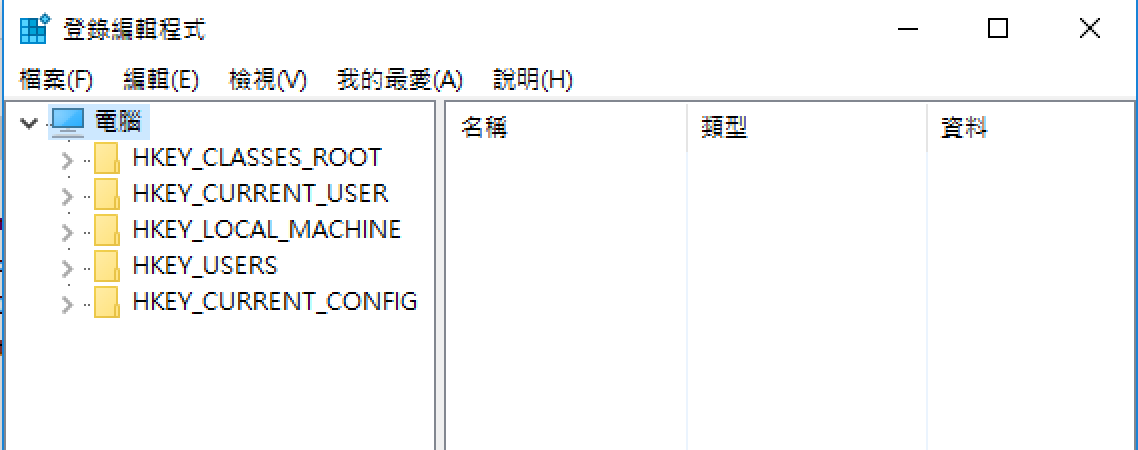 登錄編輯程式
檔案(F) 編輯(E) 檢視(V) 我的最愛(A) 說明(H)
電腦
HKEY_CLASSES_ROOT
HKEY_CURRENT_USER
HKEY_LOCAL_MACHINE
HKEY_USERS
HKEY_CURRENT_CONFIG
名稱 類型 資料